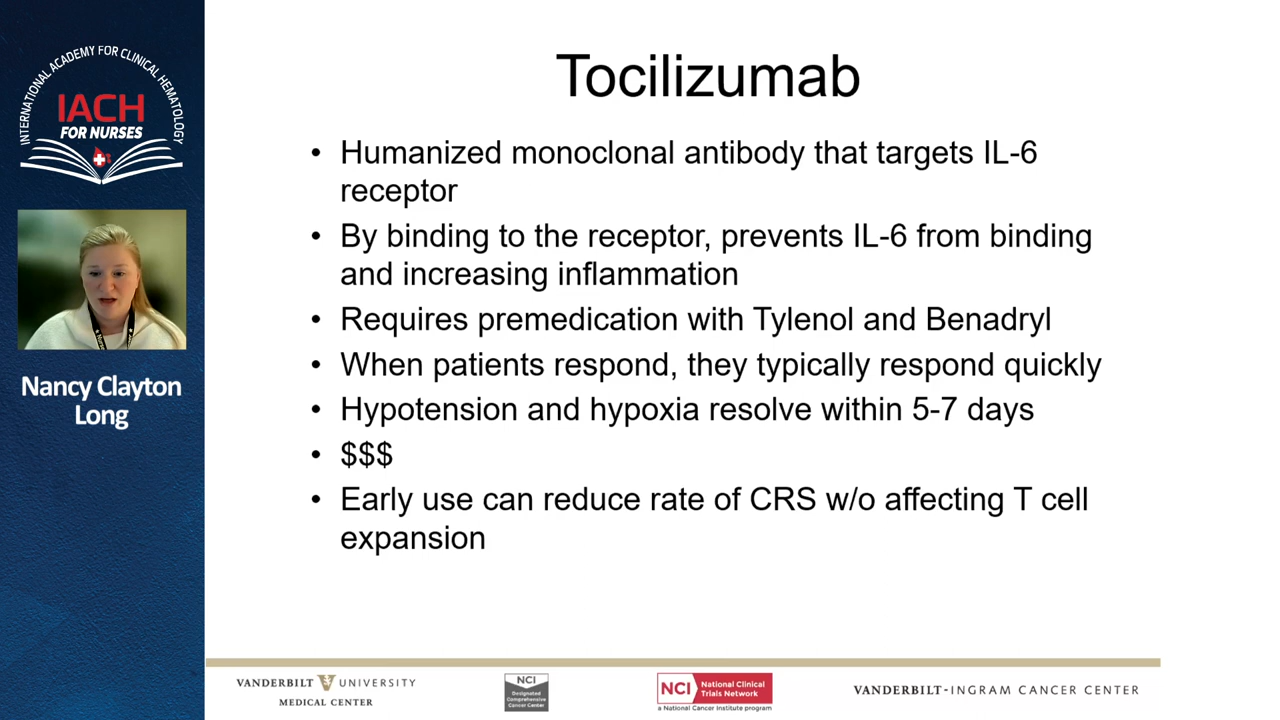 INTERNATIONAL ACADEMY FOR CLINICAL HEMATOLOGY
IACH
FOR NURSES
Nancy Clayton
Long
Tocilizumab
• Humanized monoclonal antibody that targets IL-6
receptor
• By binding to the receptor, prevents IL-6 from binding
and increasing inflammation
• Requires premedication with Tylenol and Benadryl
• When patients respond, they typically respond quickly
• Hypotension and hypoxia resolve within 5-7 days
• $$$
• Early use can reduce rate of CRS w/o affecting T cell
expansion
VANDERBILT UNIVERSITY
MEDICAL CENTER
NCI
Designated
Comprehensive
Cancer Center
NCI National Clinical
Trials Network
a National Cancer Institute program
VANDERBILT-INGRAM CANCER CENTER